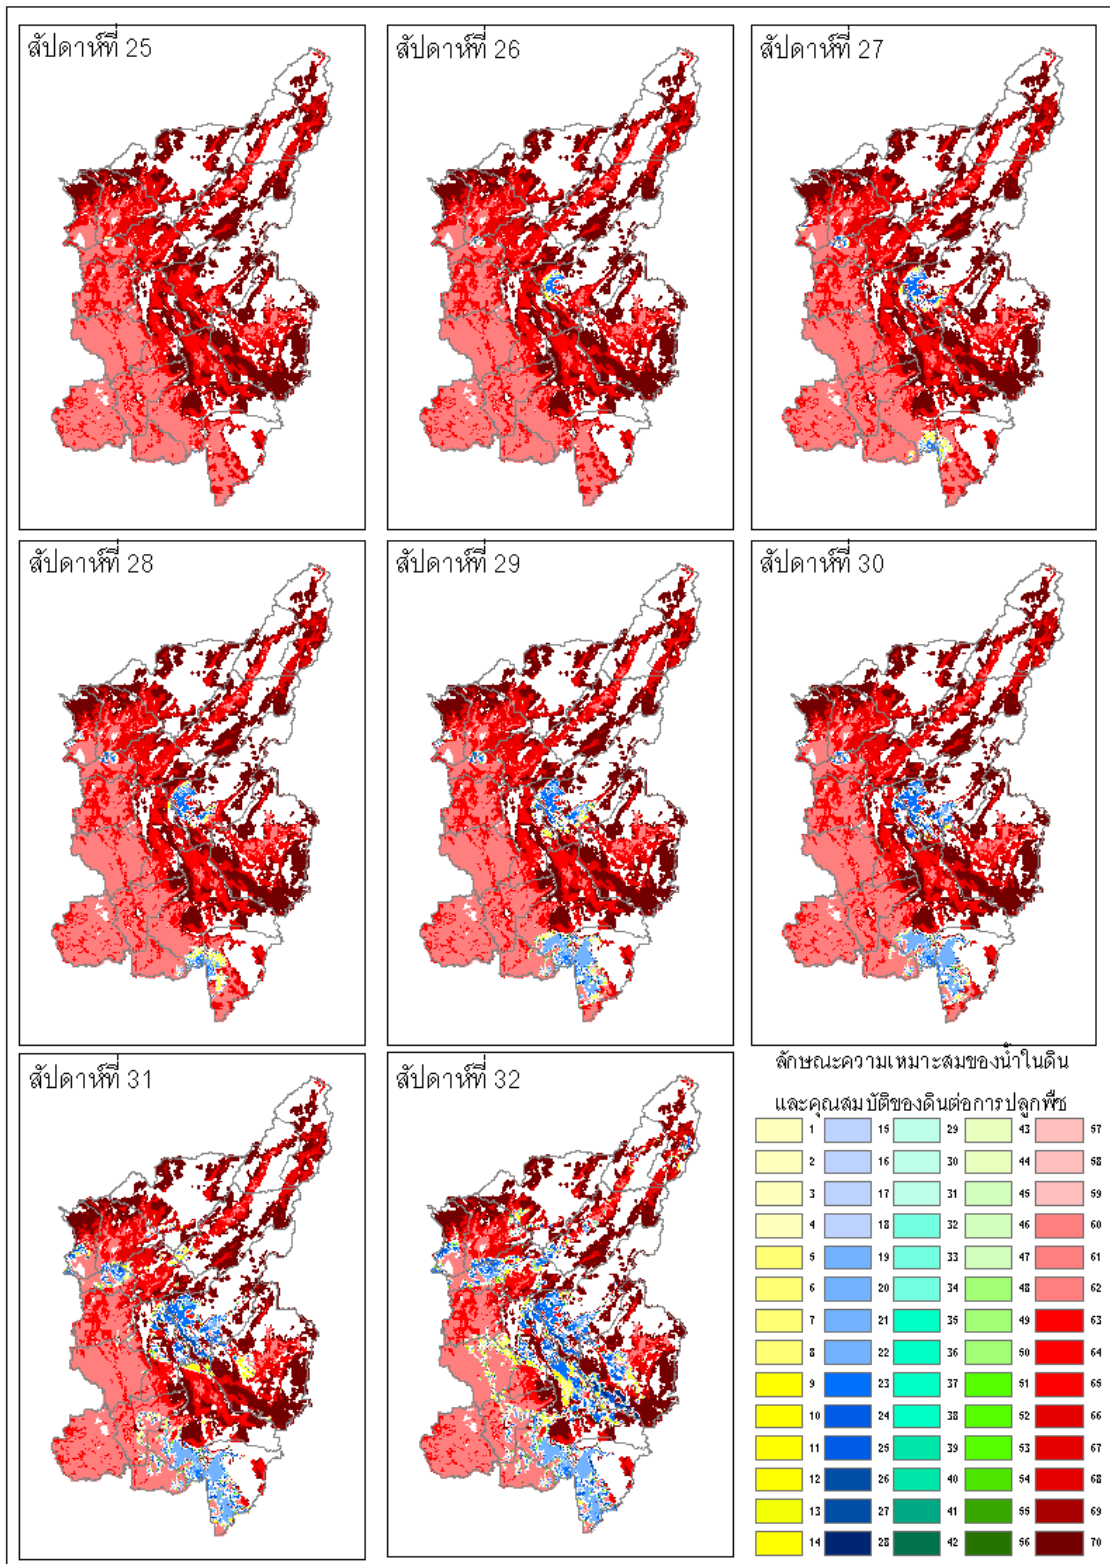 สัปดาห์ที่ 25
สัปดาห์ที่ 26
สัปดาห์ที่ 27
สัปดาห์ที่ 28
สัปดาห์ที่ 29
สัปดาห์ที่ 30
สัปดาห์ที่ 31
สัปดาห์ที่ 32
ลักษณะความเหมาะสมของน้ำในดิน
และคุณสมบัติของดินต่อการปลูกพืช
1 15 29 43 57
2 16 30 44 58
3 17 31 45 59
4 18 32 46 60
5 19 33 47 61
6 20 34 48 62
7 21 35 49 63
8 22 36 50 64
9 23 37 51 65
10 24 38 52 66
11 25 39 53 67
12 26 40 54 68
13 27 41 55 69
14 28 42 56 70